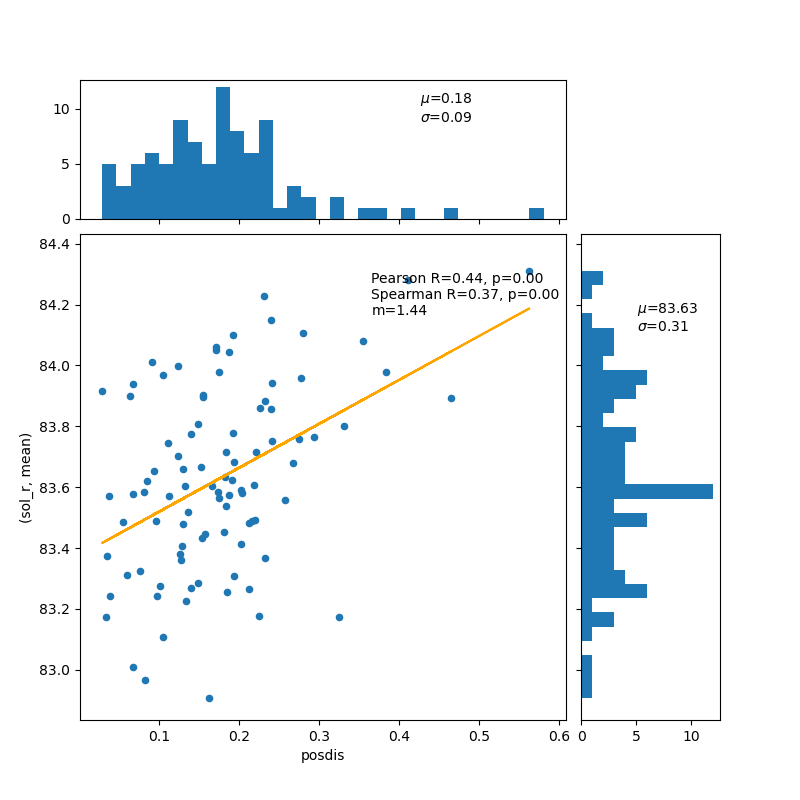 10
5
0
μ=0.18
σ=0.09
84.4
84.2
84.0
83.8
83.6
83.4
83.2
83.0
(sol_r, mean)
Pearson R=0.44, p=0.00
Spearman R=0.37, p=0.00
m=1.44
0.1 0.2 0.3 0.4 0.5 0.6
posdis
μ=83.63
σ=0.31
0 5 10